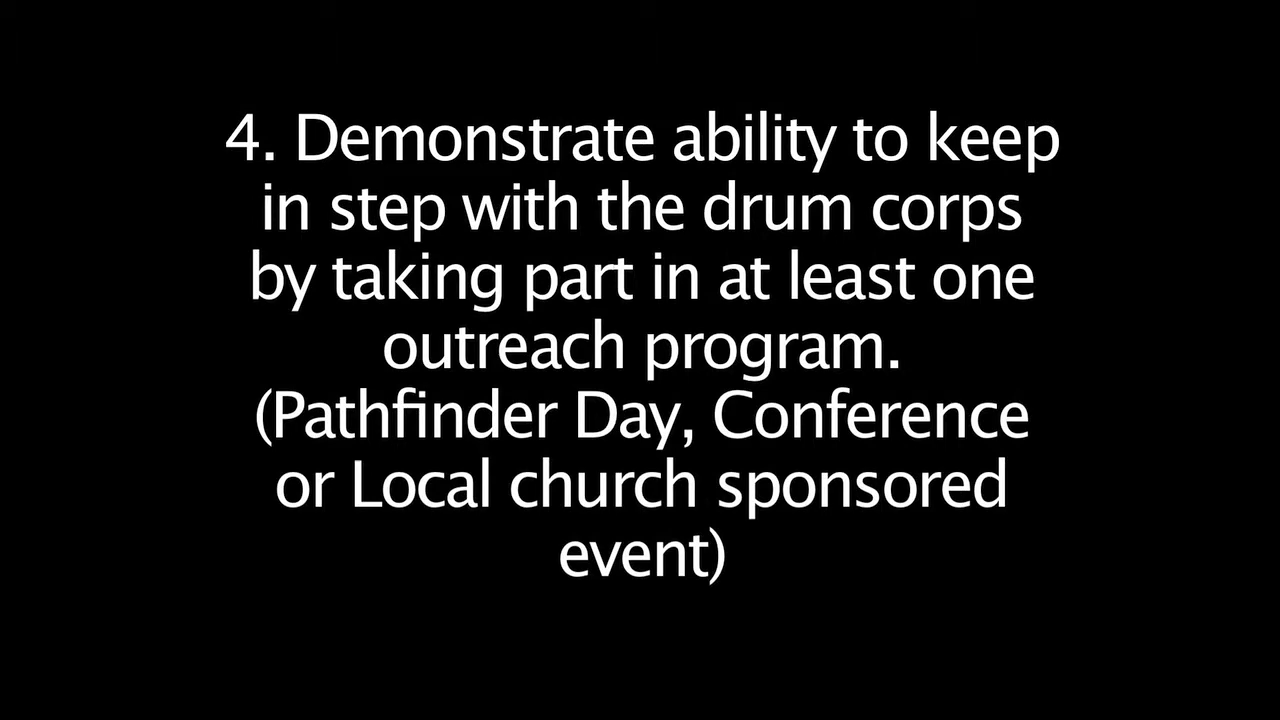 4. Demonstrate ability to keep
in step with the drum corps
by taking part in at least one
outreach program.
(Pathfinder Day, Conference
or Local church sponsored
event)